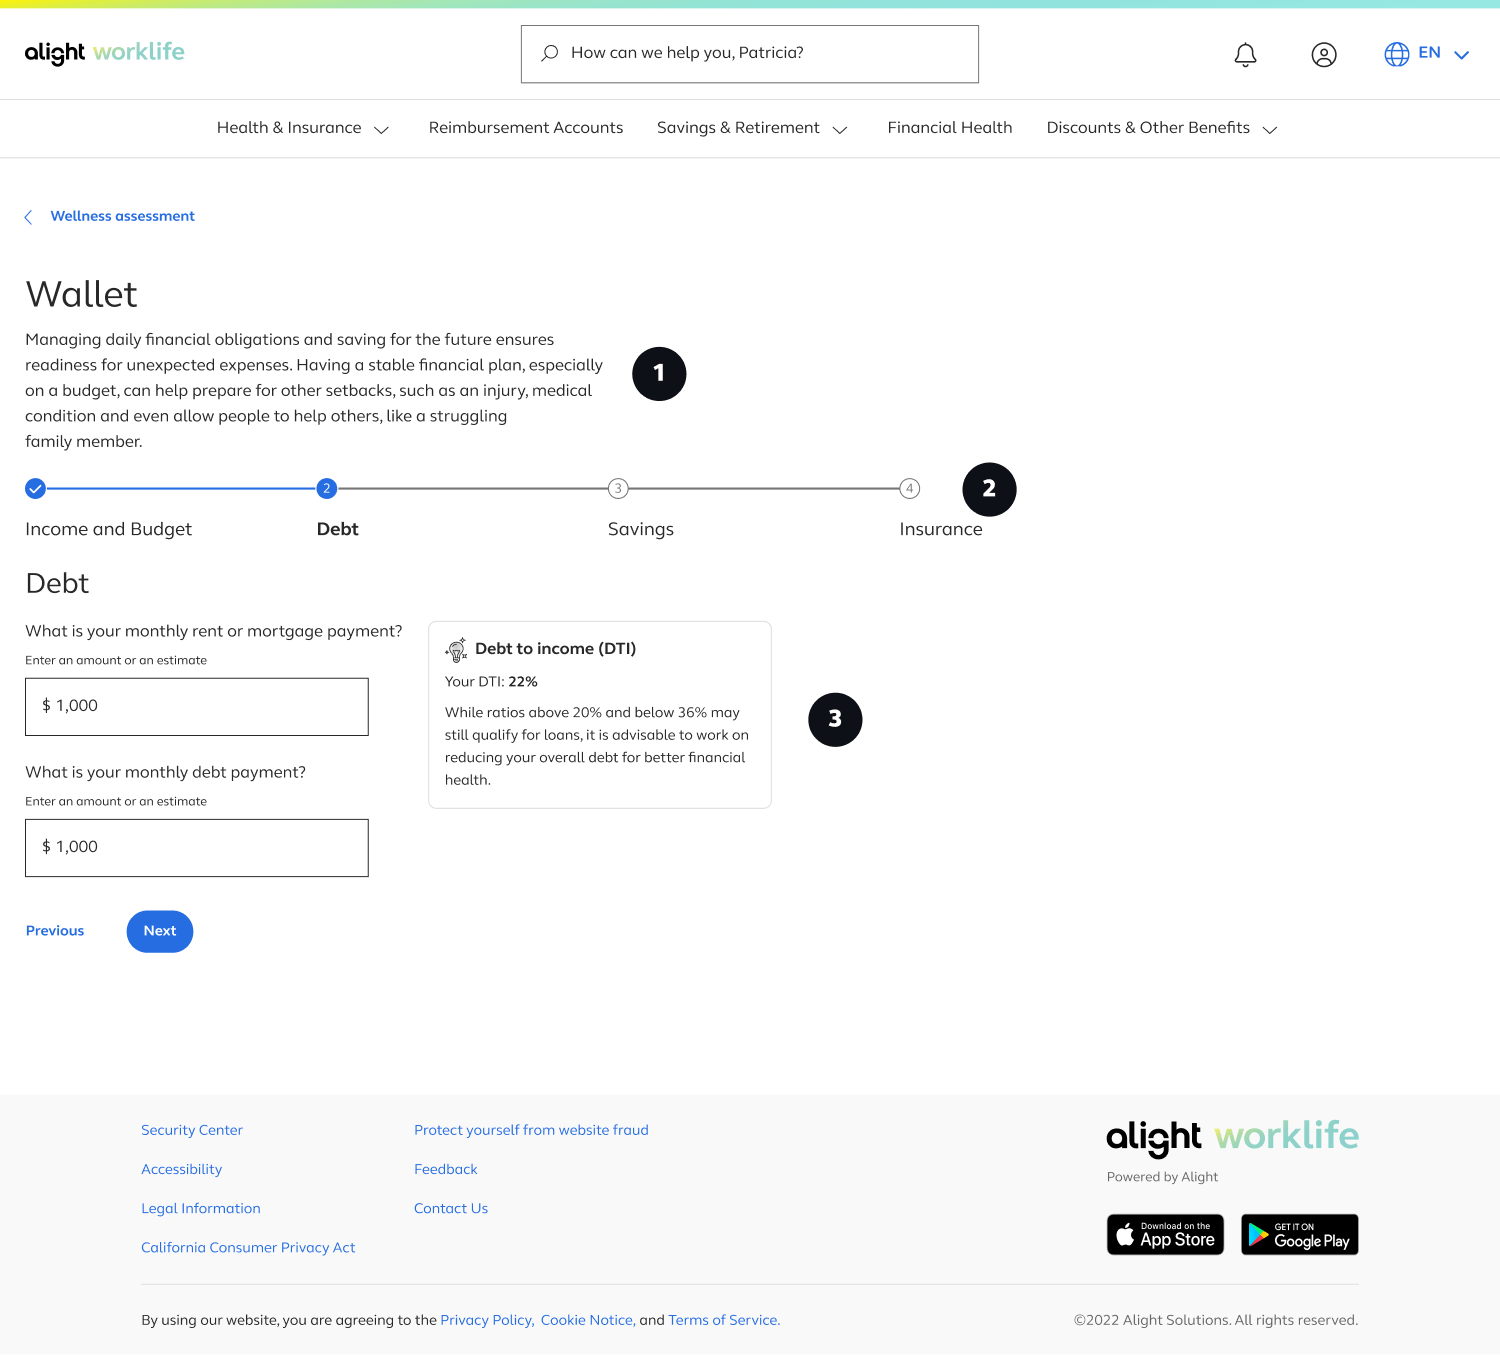 alight worklife
How can we help you, Patricia?
EN
Health & Insurance
Reimbursement Accounts
Savings & Retirement
Financial Health
Discounts & Other Benefits
Wellness assessment
Wallet
Managing daily financial obligations and saving for the future ensures
readiness for unexpected expenses. Having a stable financial plan, especially
on a budget, can help prepare for other setbacks, such as an injury, medical
condition and even allow people to help others, like a struggling
family member.
1
2
3
4
2
Income and Budget
Debt
Savings
Insurance
Debt
What is your monthly rent or mortgage payment?
Enter an amount or an estimate
$ 1,000
What is your monthly debt payment?
Enter an amount or an estimate
$ 1,000
Debt to income (DTI)
Your DTI: 22%
While ratios above 20% and below 36% may
still qualify for loans, it is advisable to work on
reducing your overall debt for better financial
health.
3
Previous
Next
Security Center
Accessibility
Legal Information
California Consumer Privacy Act
Protect yourself from website fraud
Feedback
Contact Us
alight worklife
Powered by Alight
Download on the
App Store
GET IT ON
Google Play
By using our website, you are agreeing to the Privacy Policy, Cookie Notice, and Terms of Service.
©2022 Alight Solutions. All rights reserved.